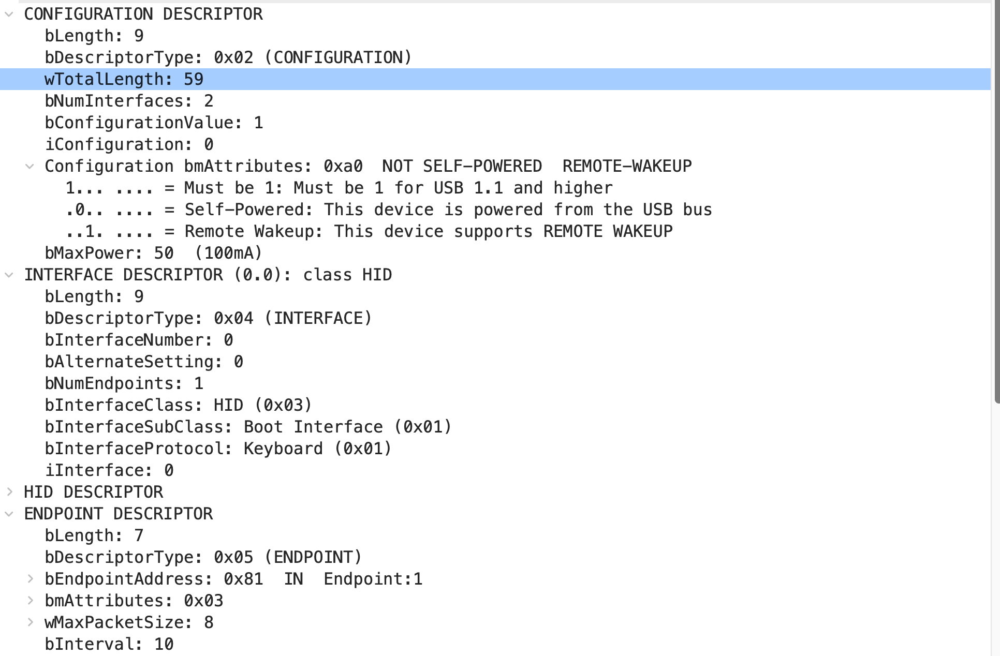 CONFIGURATION DESCRIPTOR
bLength: 9
bDescriptorType: 0x02 (CONFIGURATION)
wTotalLength: 59
bNumInterfaces: 2
bConfigurationValue: 1
iConfiguration: 0
Configuration bmAttributes: 0xa0  NOT SELF-POWERED  REMOTE-WAKEUP
1... .... = Must be 1: Must be 1 for USB 1.1 and higher
.0.. .... = Self-Powered: This device is powered from the USB bus
..1. .... = Remote Wakeup: This device supports REMOTE WAKEUP
bMaxPower: 50  (100mA)
INTERFACE DESCRIPTOR (0.0): class HID
bLength: 9
bDescriptorType: 0x04 (INTERFACE)
bInterfaceNumber: 0
bAlternateSetting: 0
bNumEndpoints: 1
bInterfaceClass: HID (0x03)
bInterfaceSubClass: Boot Interface (0x01)
bInterfaceProtocol: Keyboard (0x01)
iInterface: 0
HID DESCRIPTOR
ENDPOINT DESCRIPTOR
bLength: 7
bDescriptorType: 0x05 (ENDPOINT)
bEndpointAddress: 0x81  IN  Endpoint:1
bmAttributes: 0x03
wMaxPacketSize: 8
bInterval: 10